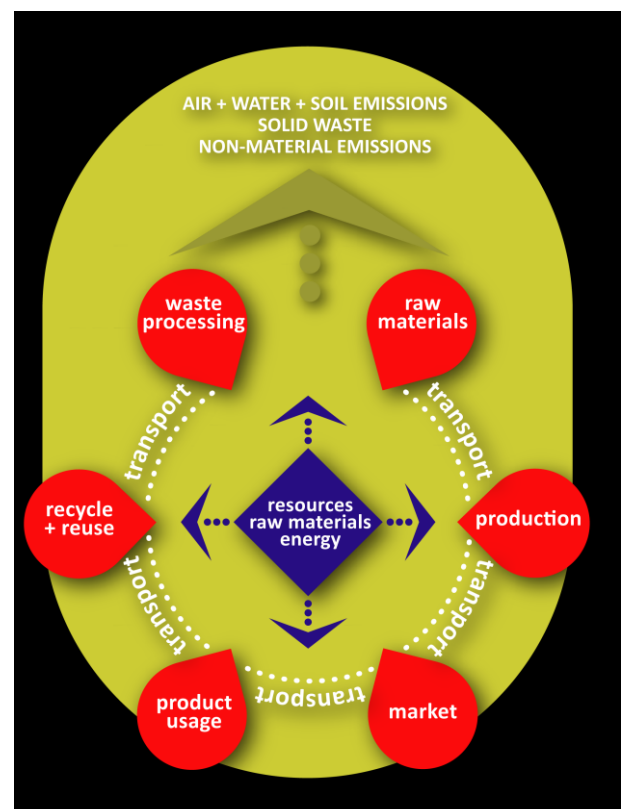 AIR + WATER + SOIL EMISSIONS
SOLID WASTE
NON-MATERIAL EMISSIONS
waste
processing
raw
materials
transport
transport
recycle
+ reuse
resources
raw materials
energy
production
transport
transport
product
usage
transport
market